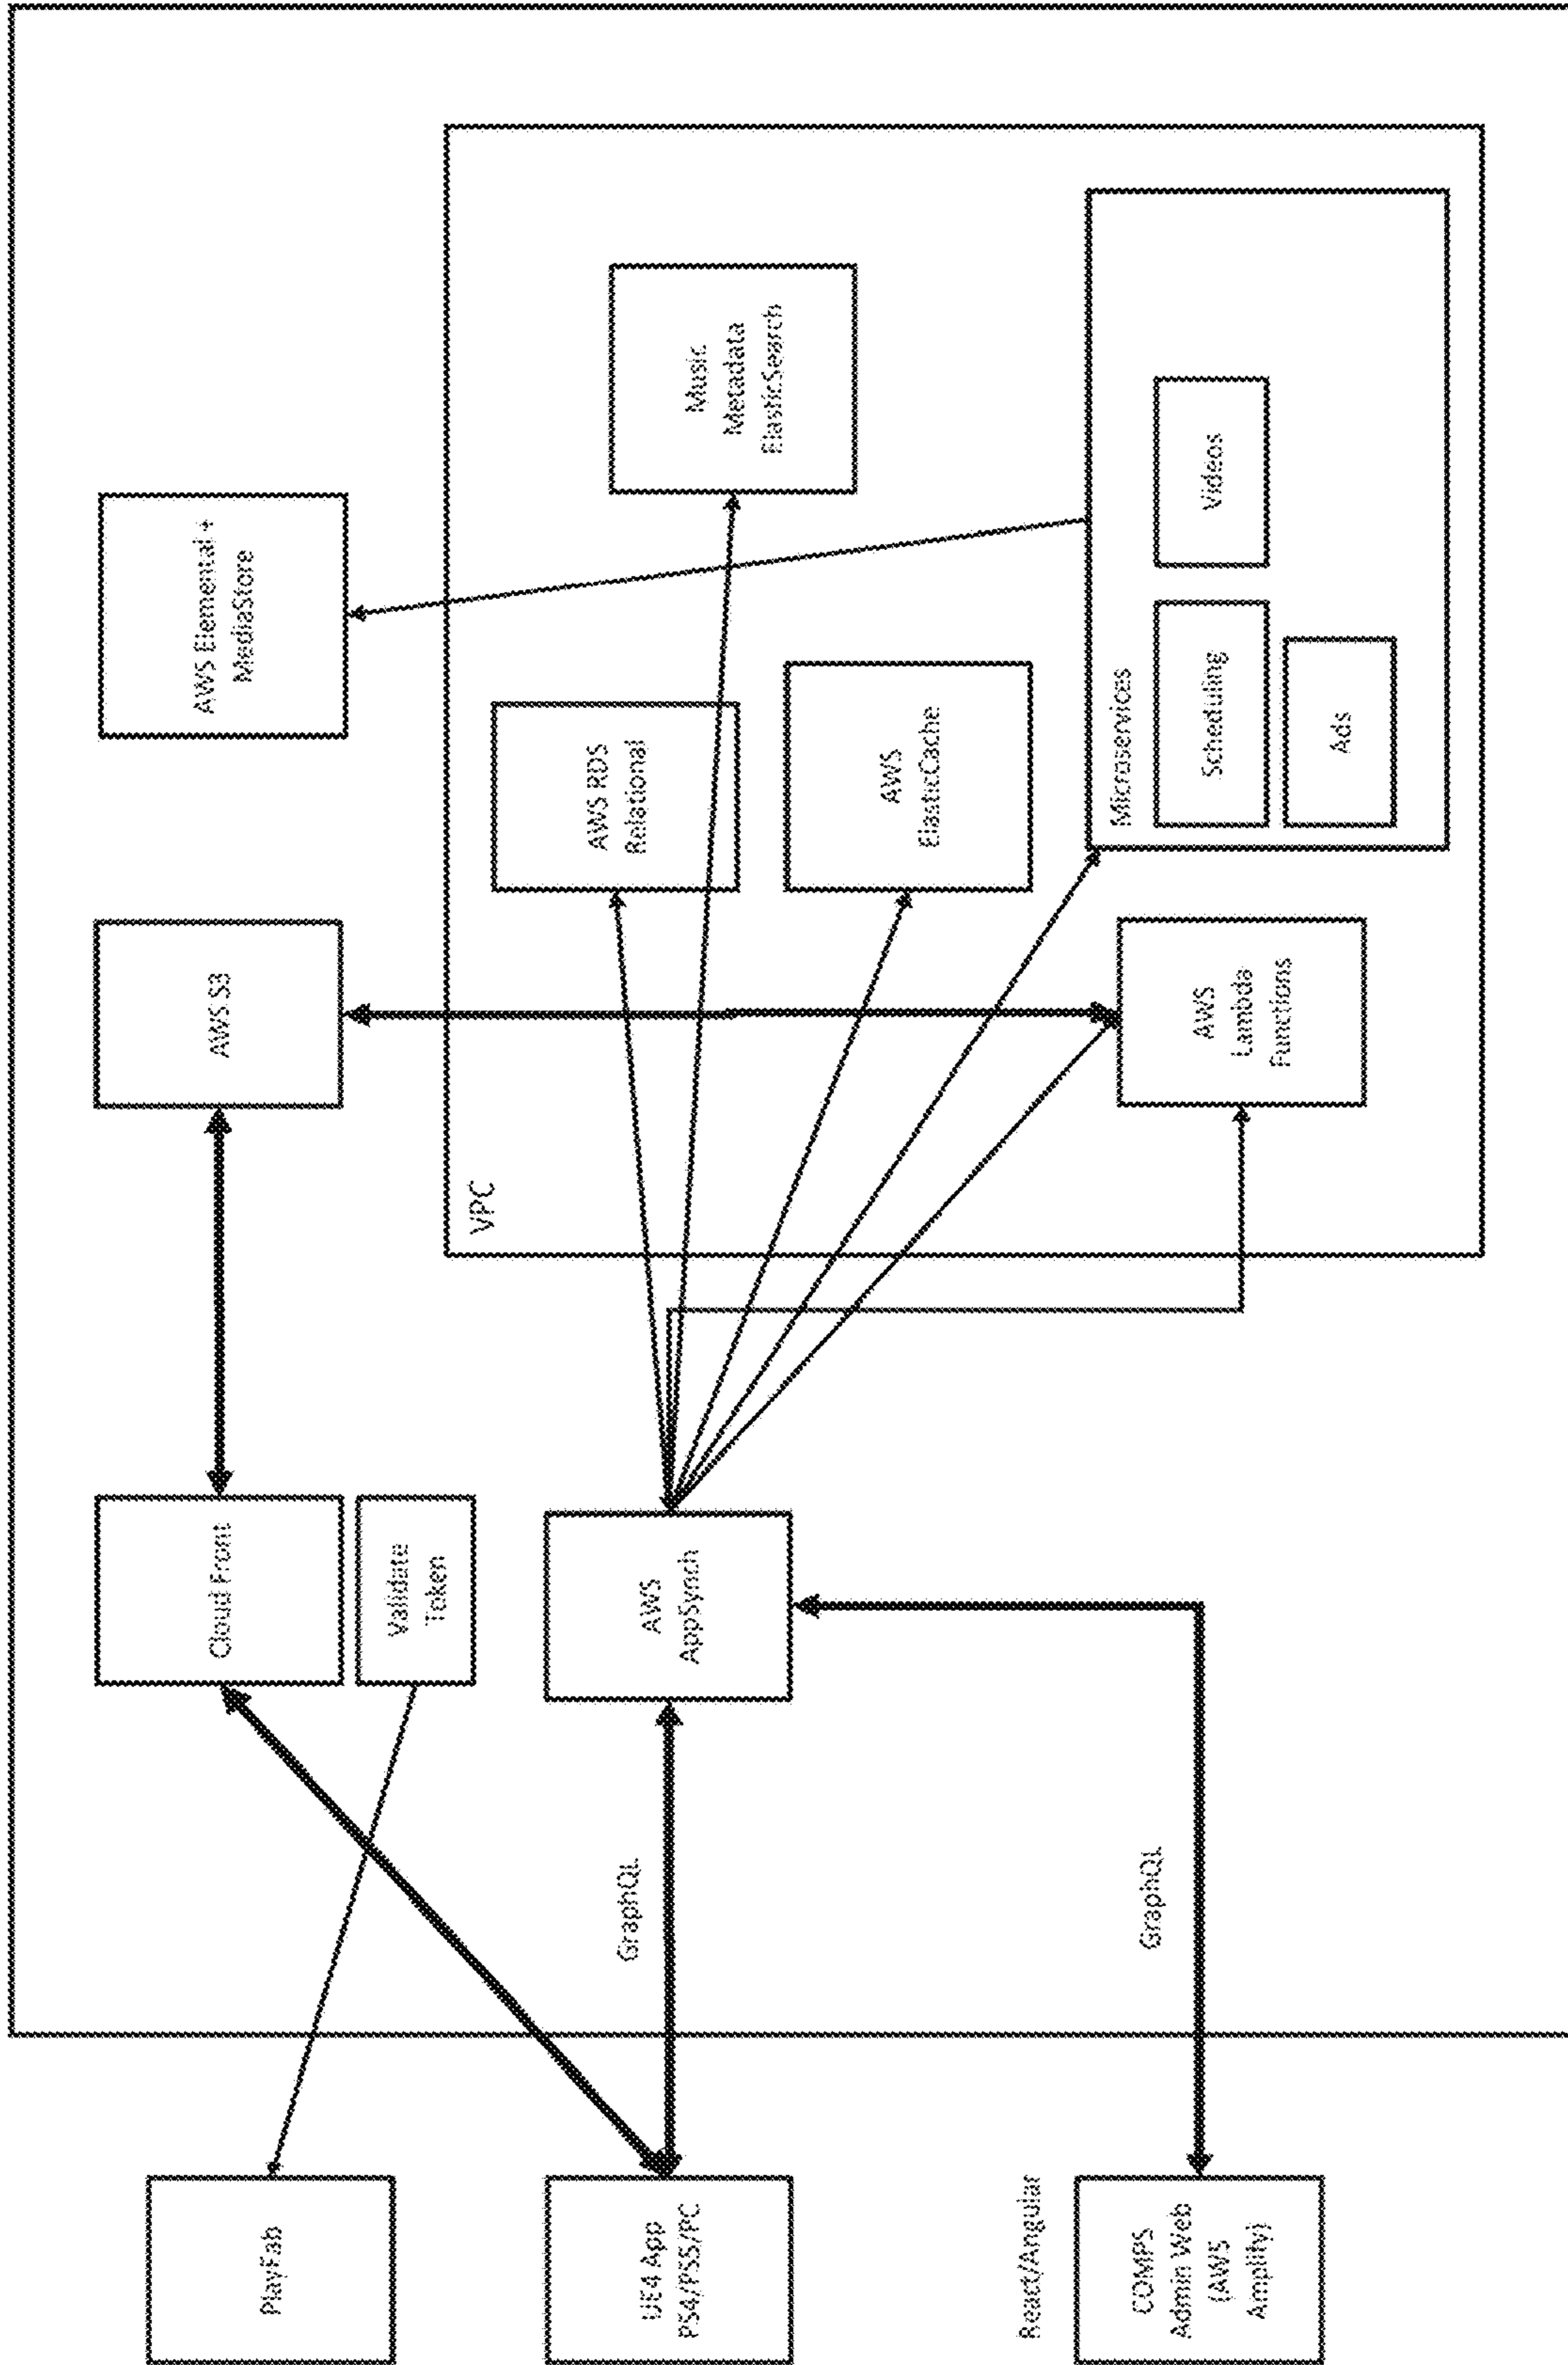 PlayFab
UE4 App
PS4/PS5/PC
React/Angular
COMPS
Admin Web
(AWS
Amplify)
GraphQL
GraphQL
Cloud Front
Validate
Token
AWS
AppSynch
AWS S3
AWS Elemental +
MediaStore
VPC
AWS RDS
Relational
Music
Metadata
ElasticSearch
AWS
ElasticCache
AWS
Lambda
Functions
Microservices
Scheduling
Videos
Ads